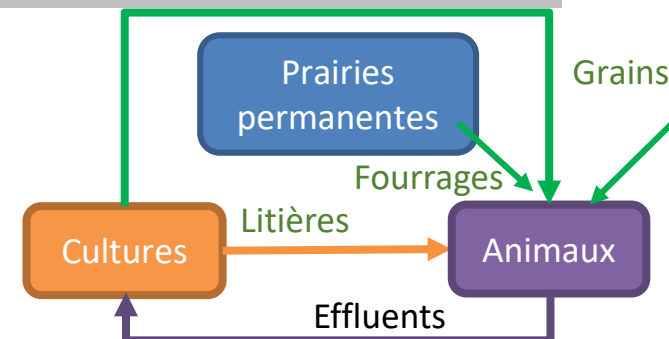 Prairies
permanentes
Grains
Fourrages
Litières
Cultures
Animaux
Effluents